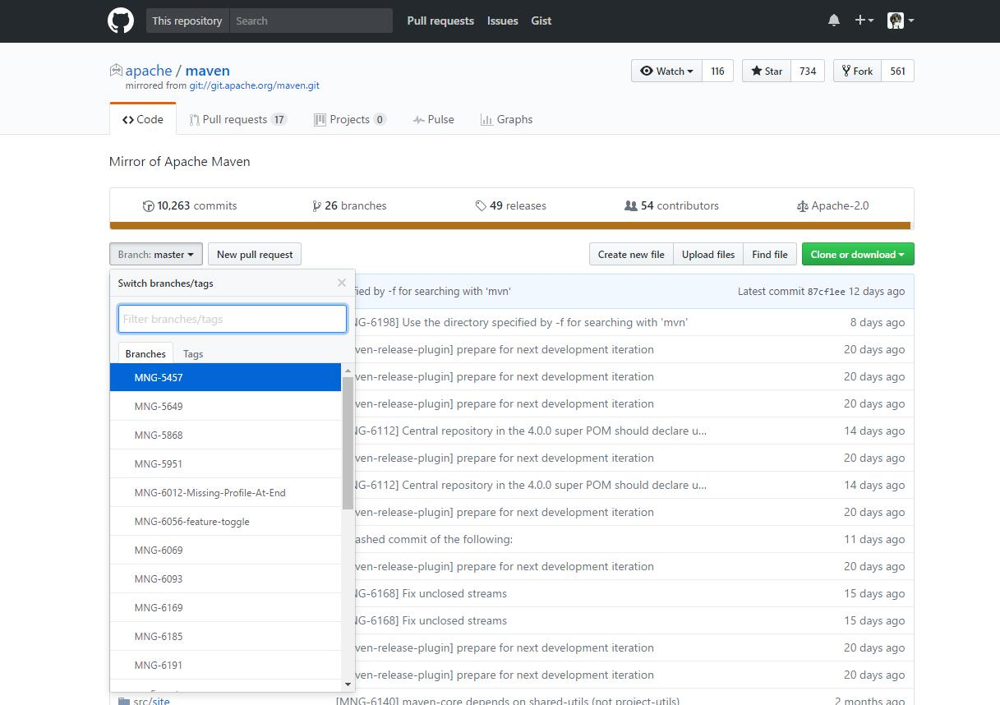 This repository Search Pull requests Issues Gist
apache / maven
Watch 116 Star 734 Fork 561
mirrored from git://git.apache.org/maven.git
Code Pull requests 17 Projects 0 Pulse Graphs
Mirror of Apache Maven
10,263 commits 26 branches 49 releases 54 contributors Apache-2.0
Branch: master New pull request Create new file Upload files Find file Clone or download
Switch branches/tags
Filter branches/tags
Branches Tags
MNG-5457
MNG-5649
MNG-5868
MNG-5951
MNG-6012-Missing-Profile-At-End
MNG-6056-feature-toggle
MNG-6069
MNG-6093
MNG-6169
MNG-6185
MNG-6191
by -f for searching with 'mvn' Latest commit 87cf1ee 12 days ago
NG-6198] Use the directory specified by -f for searching with 'mvn' 8 days ago
ven-release-plugin] prepare for next development iteration 20 days ago
ven-release-plugin] prepare for next development iteration 20 days ago
ven-release-plugin] prepare for next development iteration 20 days ago
NG-6112] Central repository in the 4.0.0 super POM should declare u... 14 days ago
ven-release-plugin] prepare for next development iteration 20 days ago
NG-6112] Central repository in the 4.0.0 super POM should declare u... 14 days ago
ven-release-plugin] prepare for next development iteration 20 days ago
ashed commit of the following: 11 days ago
ven-release-plugin] prepare for next development iteration 20 days ago
NG-6168] Fix unclosed streams 15 days ago
NG-6168] Fix unclosed streams 15 days ago
ven-release-plugin] prepare for next development iteration 20 days ago
ven-release-plugin] prepare for next development iteration 20 days ago
src/site [MNG-6140] maven-core depends on shared-utils (not project-utils) 2 months ago